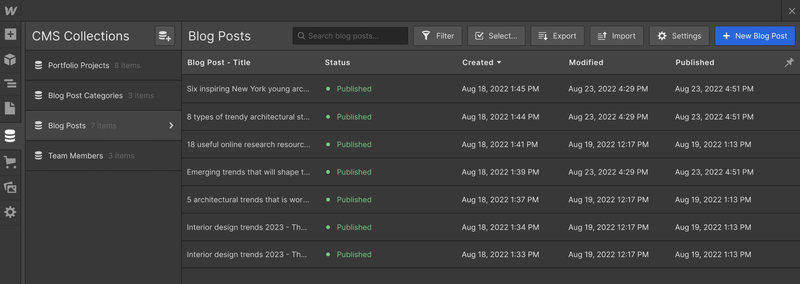 CMS Collections
Portfolio Projects 8 items
Blog Post Categories 3 items
Blog Posts 7 items
Team Members 3 items
Blog Posts
Search blog posts...
Filter
Select...
Export
Import
Settings
+ New Blog Post
Blog Post - Title Status Created Modified Published
Six inspiring New York young arc... Published Aug 18, 2022 1:45 PM Aug 23, 2022 4:29 PM Aug 23, 2022 4:51 PM
8 types of trendy architectural st... Published Aug 18, 2022 1:44 PM Aug 23, 2022 4:29 PM Aug 23, 2022 4:51 PM
18 useful online research resourc... Published Aug 18, 2022 1:41 PM Aug 19, 2022 12:17 PM Aug 19, 2022 1:13 PM
Emerging trends that will shape t... Published Aug 18, 2022 1:39 PM Aug 23, 2022 4:29 PM Aug 23, 2022 4:51 PM
5 architectural trends that is wor... Published Aug 18, 2022 1:37 PM Aug 19, 2022 12:17 PM Aug 19, 2022 1:13 PM
Interior design trends 2023 - Th... Published Aug 18, 2022 1:34 PM Aug 19, 2022 12:17 PM Aug 19, 2022 1:13 PM
Interior design trends 2023 - Th... Published Aug 18, 2022 1:33 PM Aug 19, 2022 12:17 PM Aug 19, 2022 1:13 PM